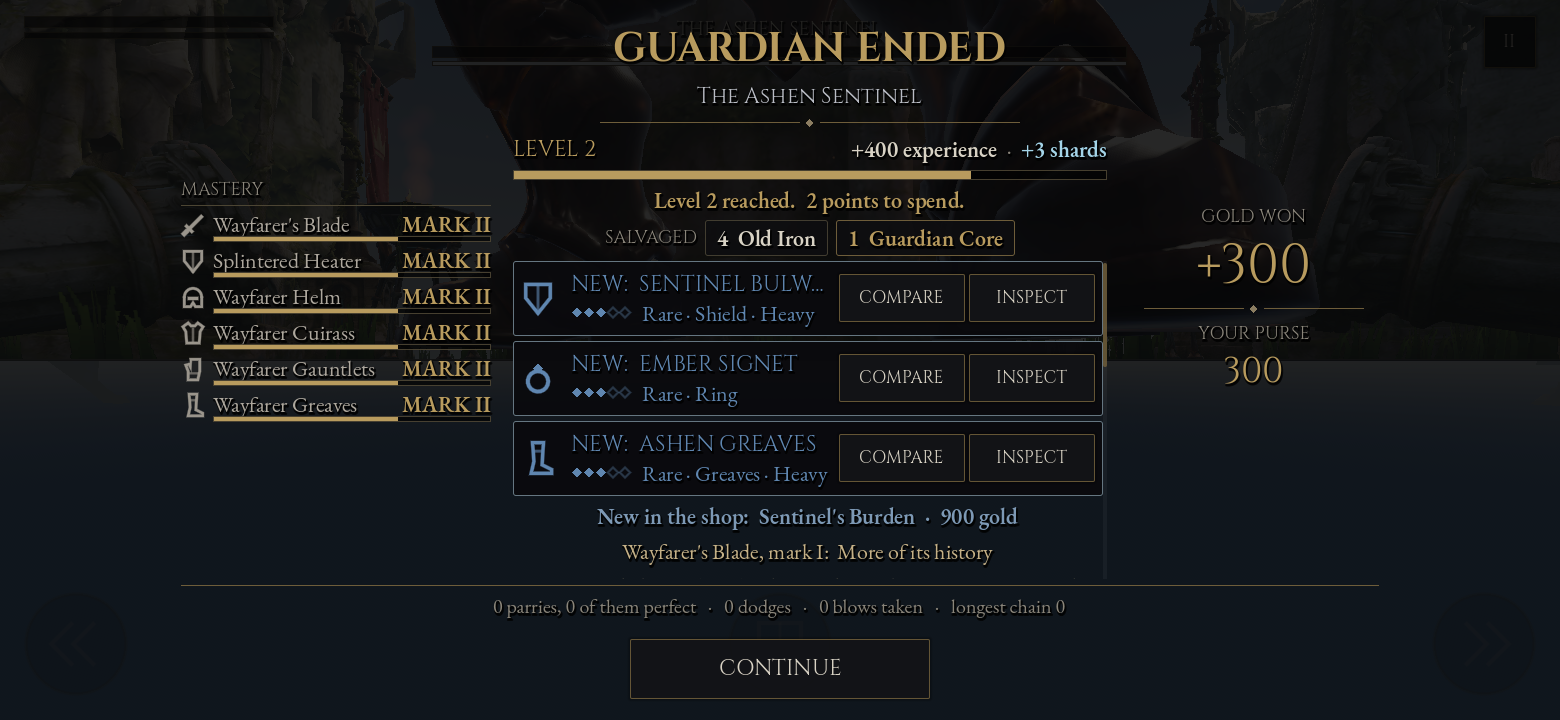 THE ASHEN SENTINEL
GUARDIAN ENDED
The Ashen Sentinel
LEVEL 2
+400 experience · +3 shards
Level 2 reached. 2 points to spend.
SALVAGED
4 Old Iron
1 Guardian Core
MASTERY
Wayfarer's Blade MARK II
Splintered Heater MARK II
Wayfarer Helm MARK II
Wayfarer Cuirass MARK II
Wayfarer Gauntlets MARK II
Wayfarer Greaves MARK II
NEW: SENTINEL BULW...
Rare · Shield · Heavy
COMPARE
INSPECT
NEW: EMBER SIGNET
Rare · Ring
COMPARE
INSPECT
NEW: ASHEN GREAVES
Rare · Greaves · Heavy
COMPARE
INSPECT
New in the shop: Sentinel's Burden · 900 gold
Wayfarer's Blade, mark I: More of its history
GOLD WON
+300
YOUR PURSE
300
0 parries, 0 of them perfect · 0 dodges · 0 blows taken · longest chain 0
CONTINUE